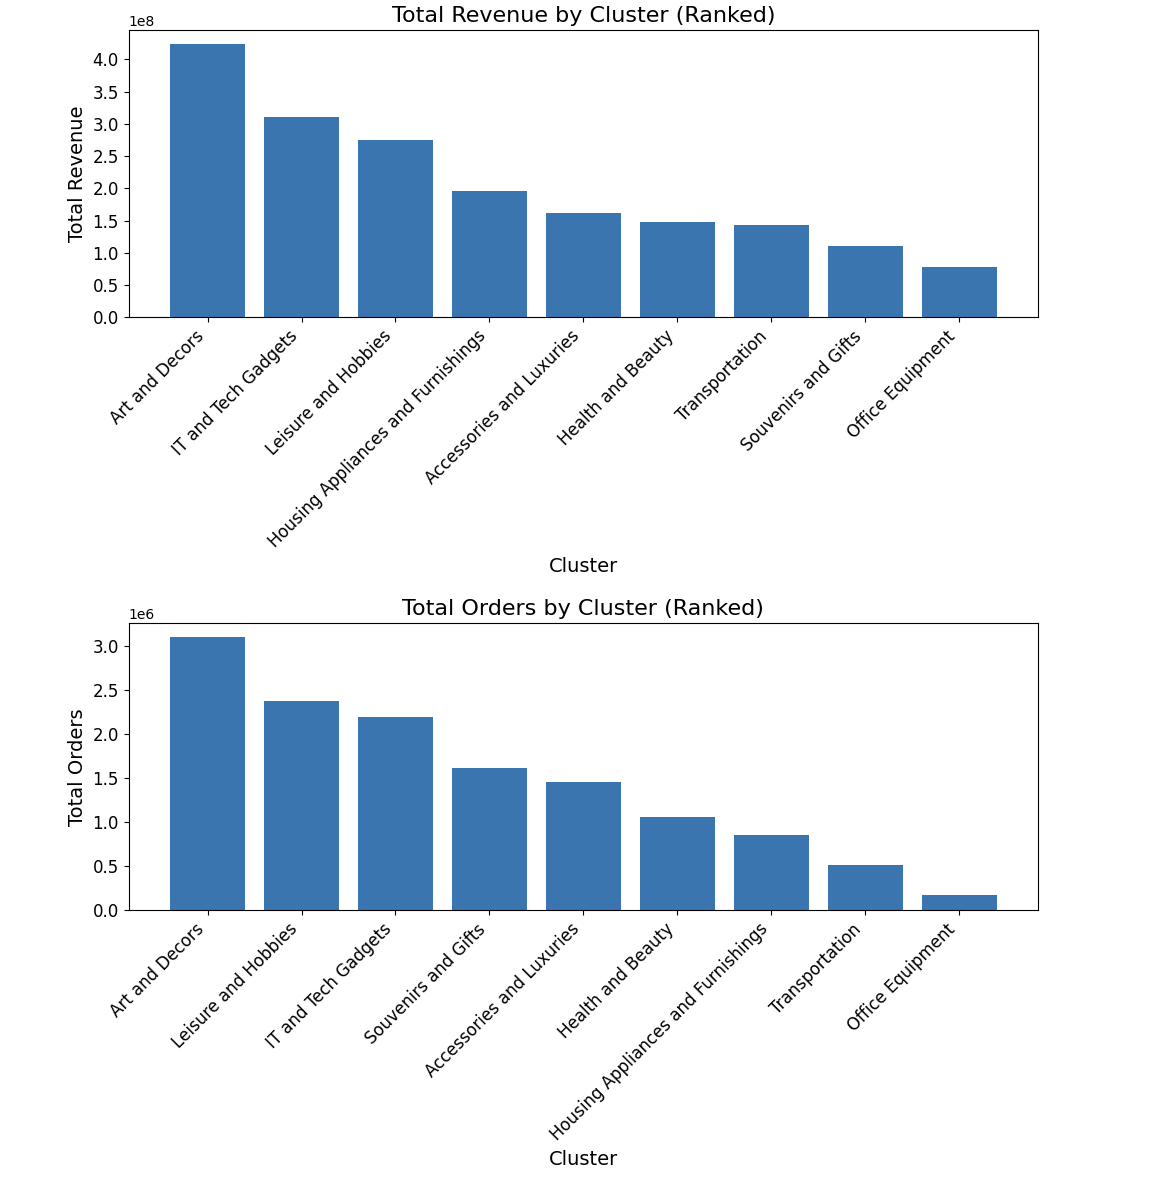 Total Revenue by Cluster (Ranked)
1e8
4.0
3.5
3.0
2.5
2.0
1.5
1.0
0.5
0.0
Total Revenue
Art and Decors
IT and Tech Gadgets
Leisure and Hobbies
Housing Appliances and Furnishings
Accessories and Luxuries
Health and Beauty
Transportation
Souvenirs and Gifts
Office Equipment
Cluster
Total Orders by Cluster (Ranked)
1e6
3.0
2.5
2.0
1.5
1.0
0.5
0.0
Total Orders
Art and Decors
Leisure and Hobbies
IT and Tech Gadgets
Souvenirs and Gifts
Accessories and Luxuries
Health and Beauty
Housing Appliances and Furnishings
Transportation
Office Equipment
Cluster